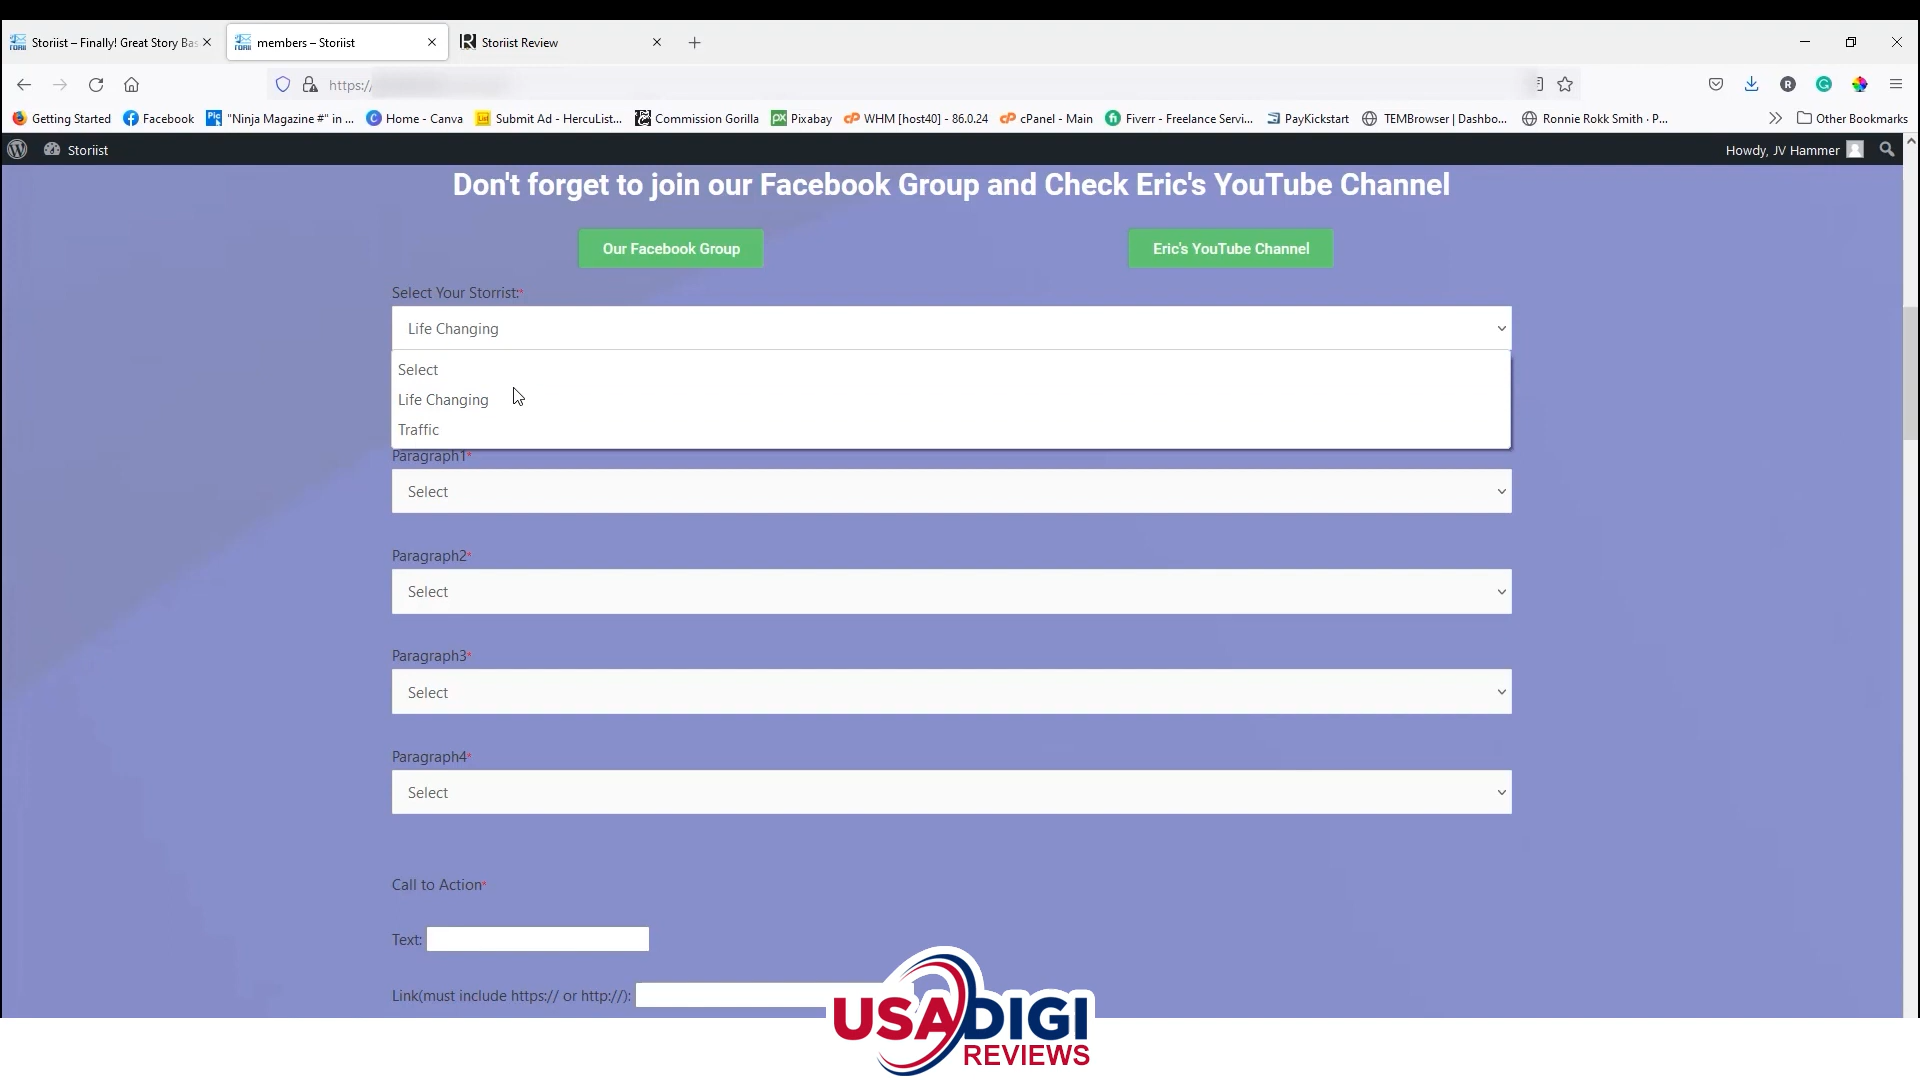 Storiist – Finally! Great Story Bas
members – Storiist
Storiist Review
https:/
Getting Started
Facebook
"Ninja Magazine #" in ...
Home - Canva
Submit Ad - HercuList...
Commission Gorilla
Pixabay
WHM [host40] - 86.0.24
cPanel - Main
Fiverr - Freelance Servi...
PayKickstart
TEMBrowser | Dashbo...
Ronnie Rokk Smith · P...
Other Bookmarks
Storiist
Howdy, JV Hammer
Don't forget to join our Facebook Group and Check Eric's YouTube Channel
Our Facebook Group
Eric's YouTube Channel
Select Your Storrist:*
Life Changing
Select
Life Changing
Traffic
Paragraph1*
Select
Paragraph2*
Select
Paragraph3*
Select
Paragraph4*
Select
Call to Action*
Text:
Link(must include https:// or http://):
USADIGI
REVIEWS